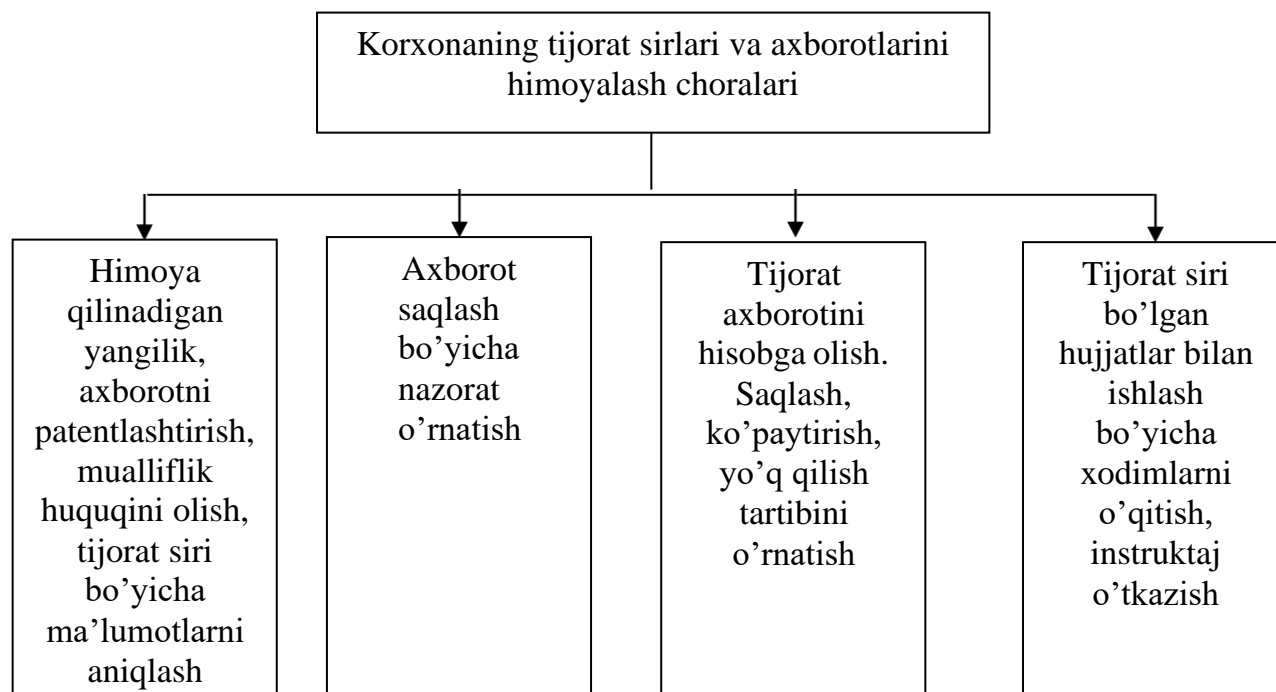 Korxonaning tijorat sirlari va axborotlarini
himoyalash choralari
Himoya
qilinadigan
yangilik,
axborotni
patentlashtirish,
mualliflik
huquqini olish,
tijorat siri
bo’yicha
ma’lumotlarni
aniqlash
Axborot
saqlash
bo’yicha
nazorat
o’rnatish
Tijorat
axborotini
hisobga olish.
Saqlash,
ko’paytirish,
yo’q qilish
tartibini
o’rnatish
Tijorat siri
bo’lgan
hujjatlar bilan
ishlash
bo’yicha
xodimlarni
o’qitish,
instruktaj
o’tkazish